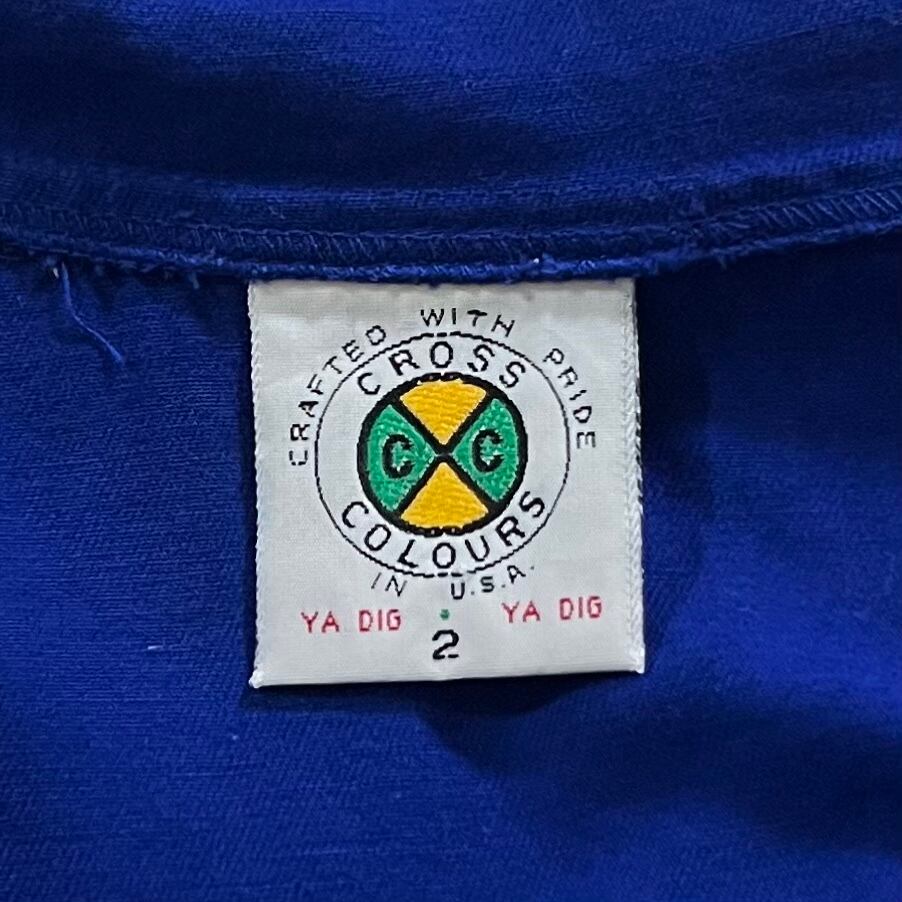 CRAFTED WITH PRIDE
CROSS
C C
COLOURS
IN U.S.A.
YA DIG · YA DIG
2